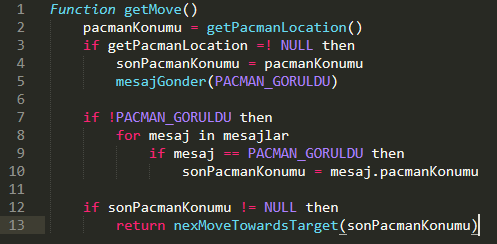 1 Function getMove()
2 pacmanKonumu = getPacmanLocation()
3 if getPacmanLocation =! NULL then
4 sonPacmanKonumu = pacmanKonumu
5 mesajGonder(PACMAN_GORULDU)
6
7 if !PACMAN_GORULDU then
8 for mesaj in mesajlar
9 if mesaj == PACMAN_GORULDU then
10 sonPacmanKonumu = mesaj.pacmanKonumu
11
12 if sonPacmanKonumu != NULL then
13 return nexMoveTowardsTarget(sonPacmanKonumu)